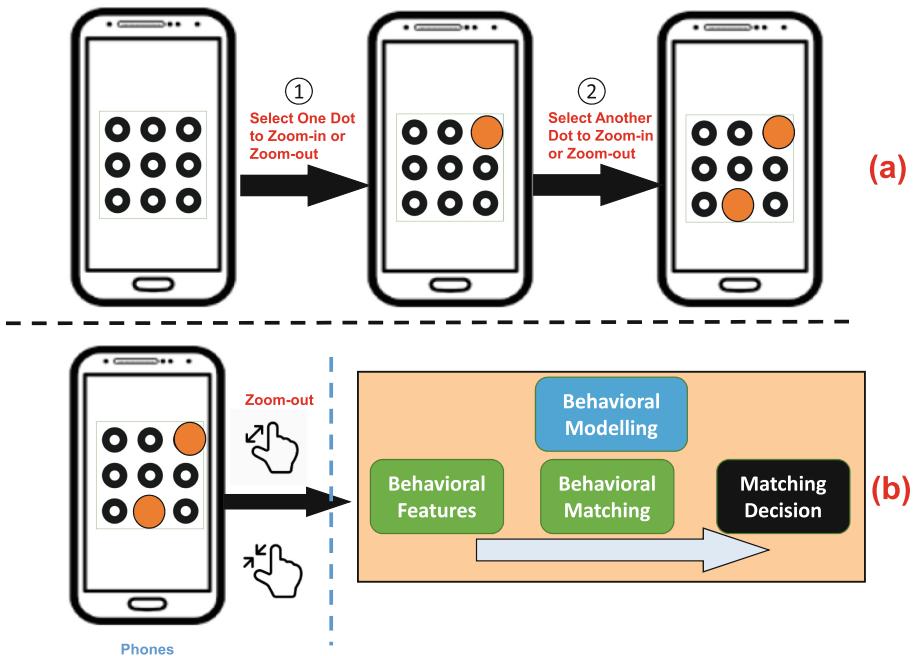 1
Select One Dot
to Zoom-in or
Zoom-out
2
Select Another
Dot to Zoom-in
or Zoom-out
(a)
Zoom-out
Behavioral
Modelling
Behavioral
Features
Behavioral
Matching
Matching
Decision
(b)
Phones